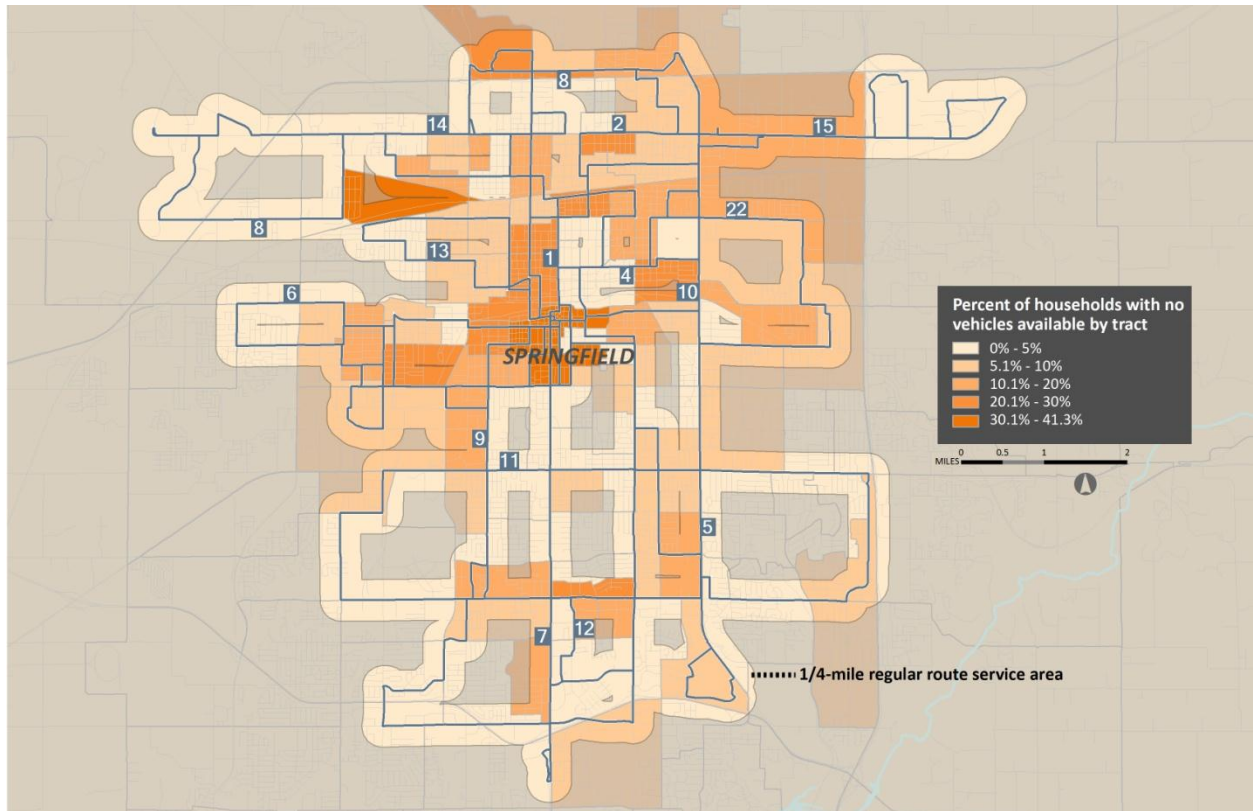 8
14
2
15
8
22
13
1
4
6
10
SPRINGFIELD
Percent of households with no
vehicles available by tract
0% - 5%
5.1% - 10%
10.1% - 20%
20.1% - 30%
30.1% - 41.3%
MILES 0 0.5 1 2
9
11
5
7
12
1/4-mile regular route service area